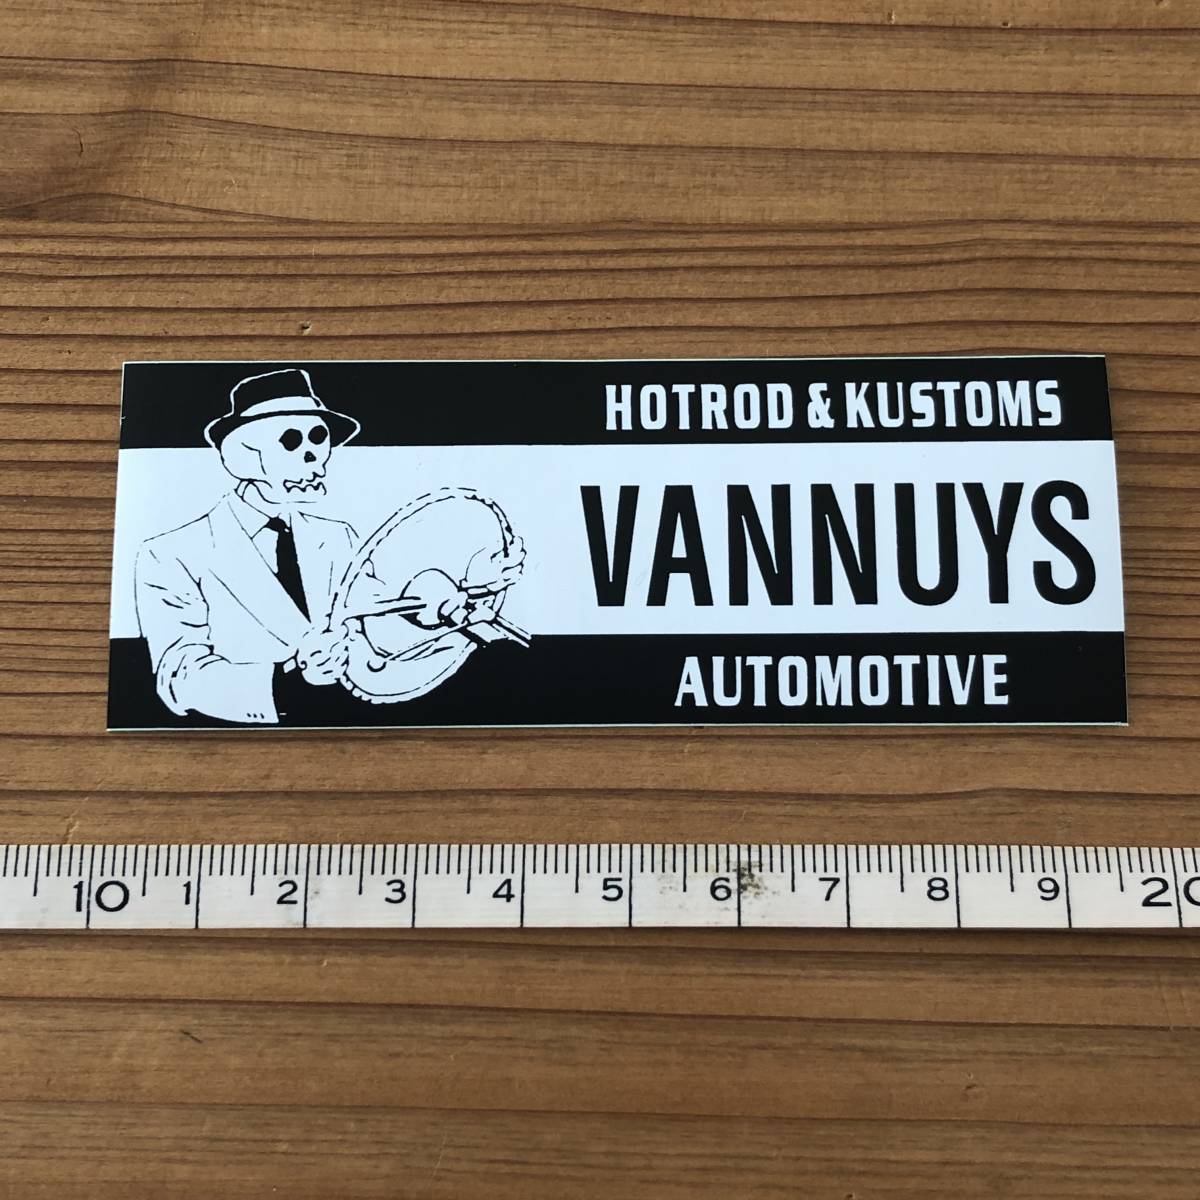 HOTROD & KUSTOMS
VANNUYS
AUTOMOTIVE
10 1 2 3 4 5 6 7 8 9 20